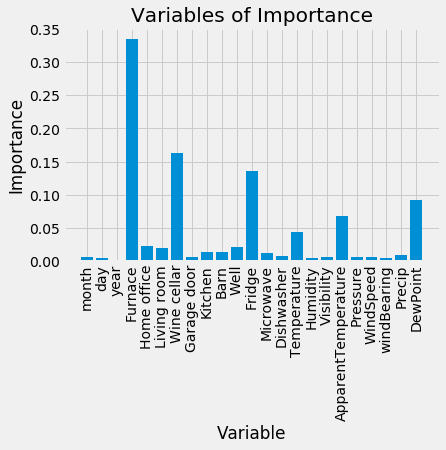 Variables of Importance
Importance
0.35
0.30
0.25
0.20
0.15
0.10
0.05
0.00
month
day
year
Furnace
Home office
Living room
Wine cellar
Garage door
Kitchen
Barn
Well
Fridge
Microwave
Dishwasher
Temperature
Humidity
Visibility
ApparentTemperature
Pressure
WindSpeed
windBearing
Precip
DewPoint
Variable